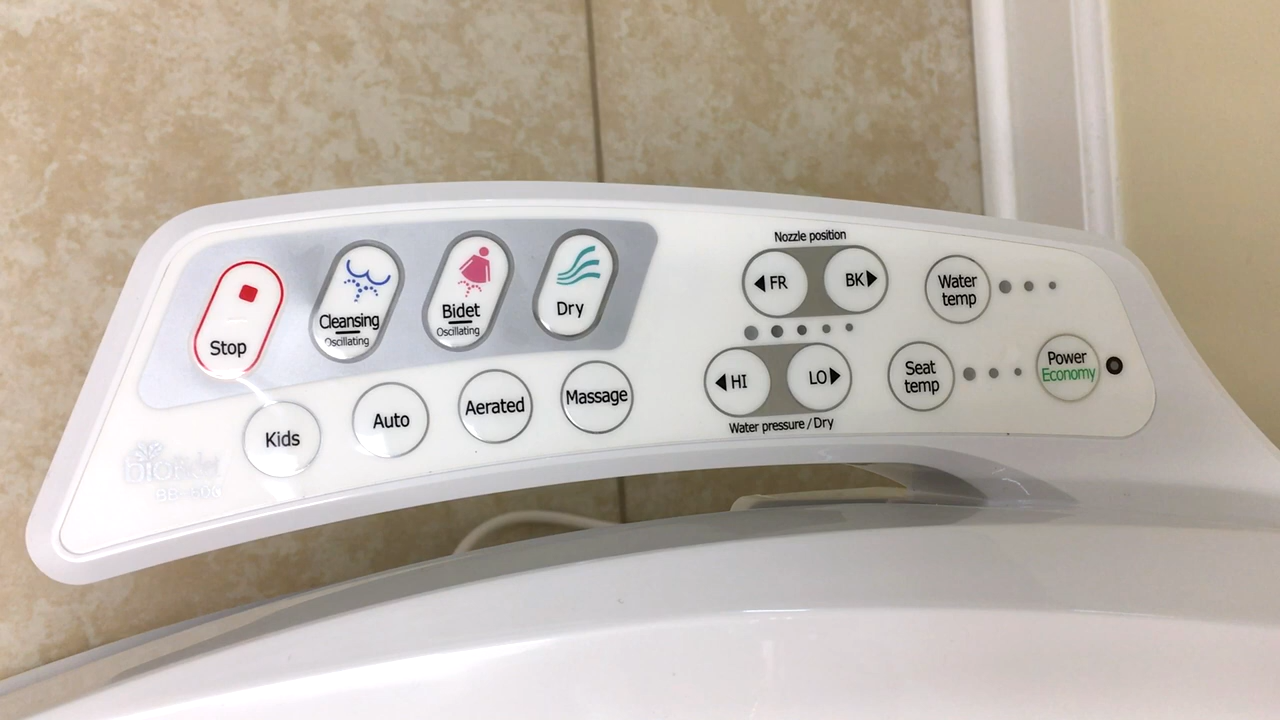 Stop
Cleansing
Oscillating
Bidet
Oscillating
Dry
Kids
Auto
Aerated
Massage
Nozzle position
FR
BK
HI
LO
Water pressure / Dry
Water
temp
Seat
temp
Power
Economy